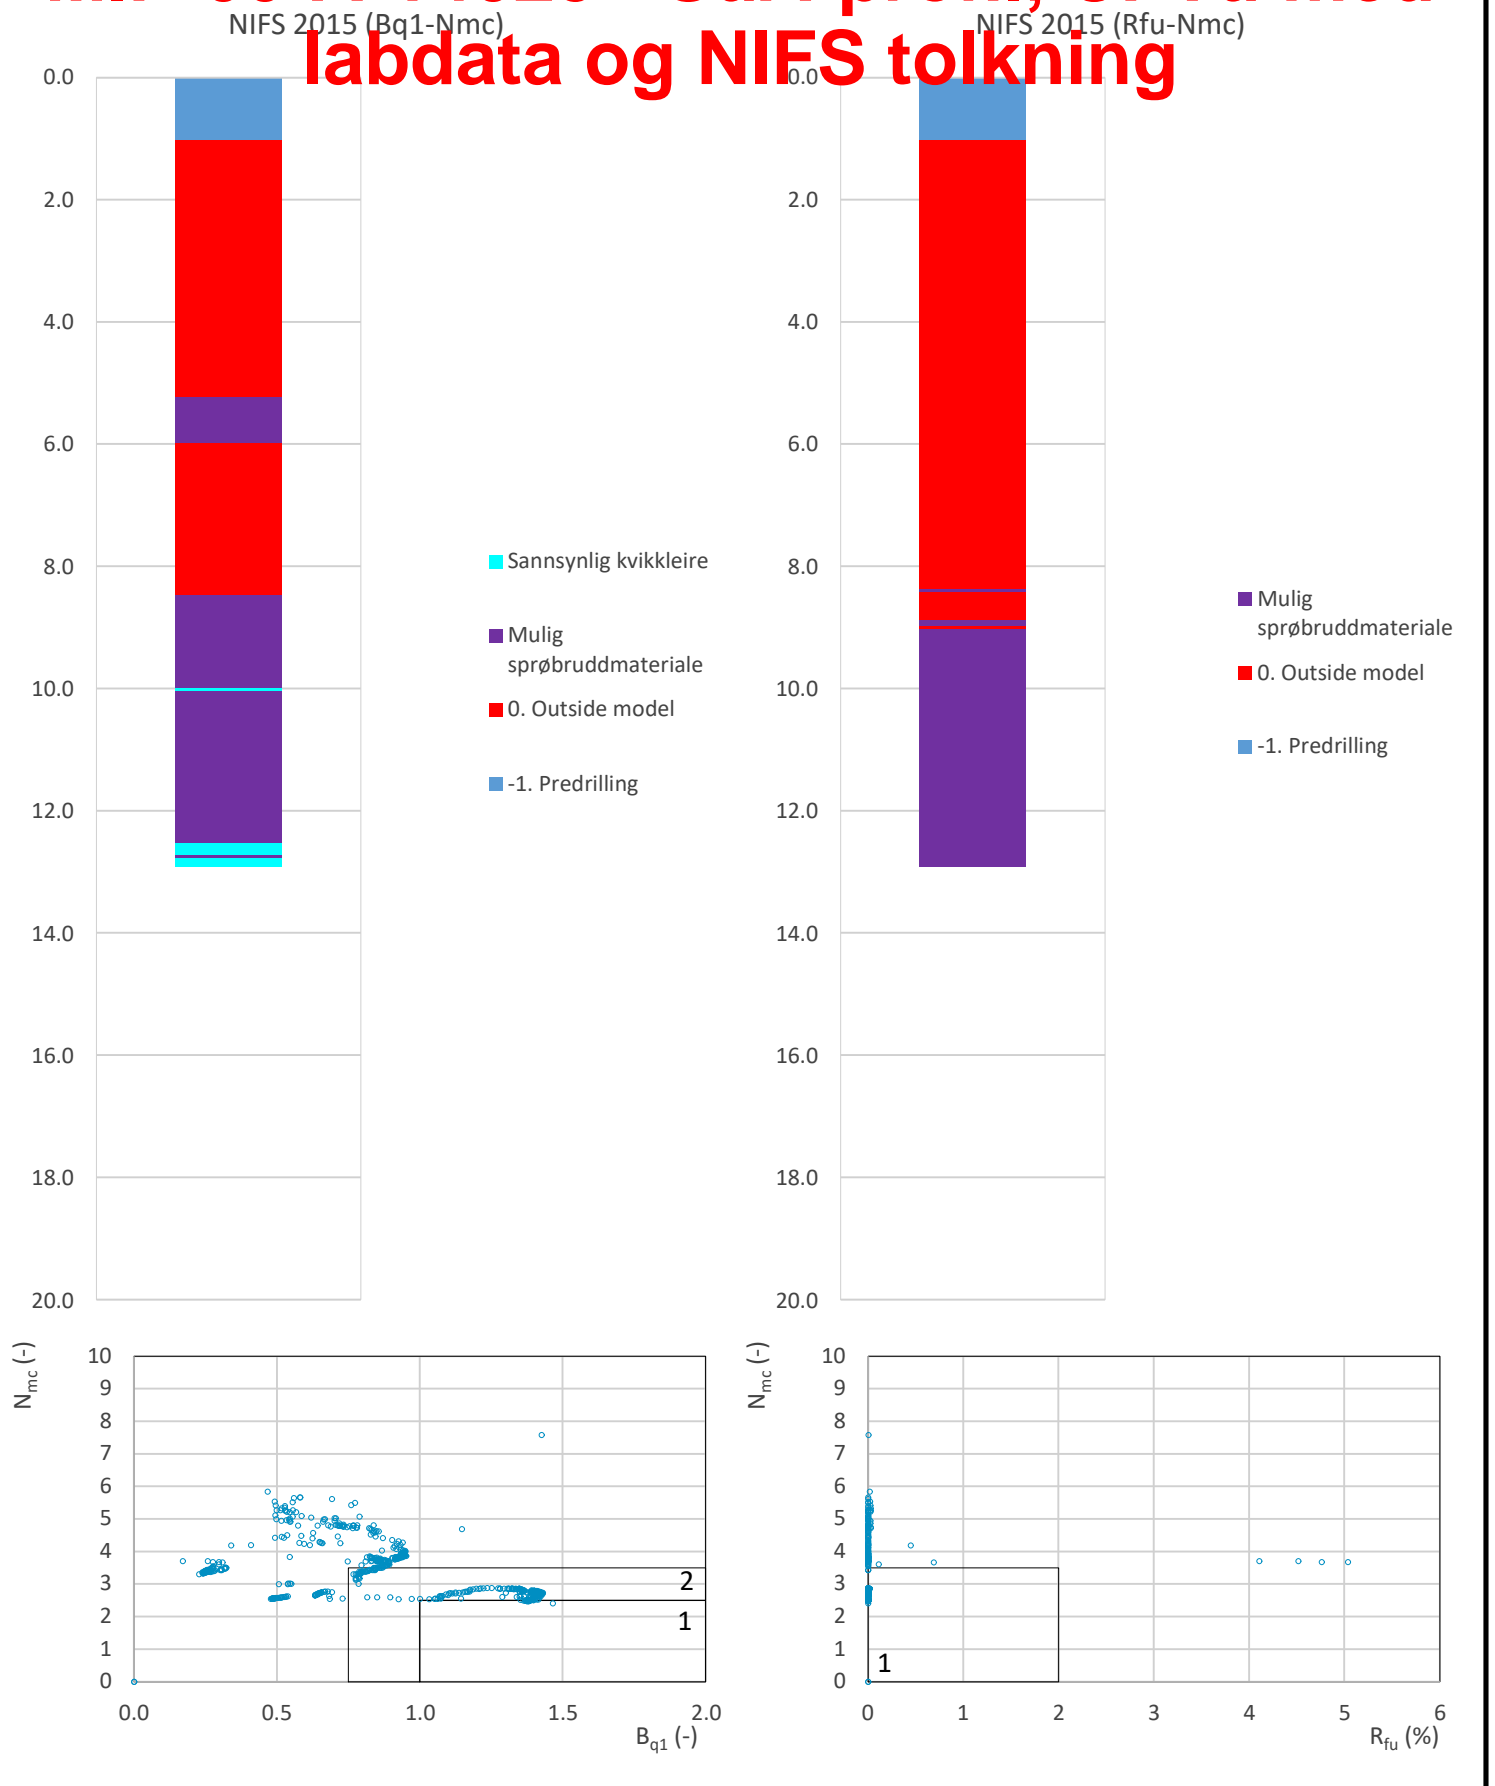 labdata og NIFS tolkning
NIFS 2015 (Bq1-Nmc)
0.0
2.0
4.0
6.0
8.0
10.0
12.0
14.0
16.0
18.0
20.0
Sannsynlig kvikkleire
Mulig
sprøbruddmateriale
0. Outside model
-1. Predrilling
NIFS 2015 (Rfu-Nmc)
0.0
2.0
4.0
6.0
8.0
10.0
12.0
14.0
16.0
18.0
20.0
Mulig
sprøbruddmateriale
0. Outside model
-1. Predrilling
Nmc (-)
10
9
8
7
6
5
4
3
2
1
0
2
1
0.0 0.5 1.0 1.5 2.0
Bq1 (-)
Nmc (-)
10
9
8
7
6
5
4
3
2
1
0
1
0 1 2 3 4 5 6
Rfu (%)